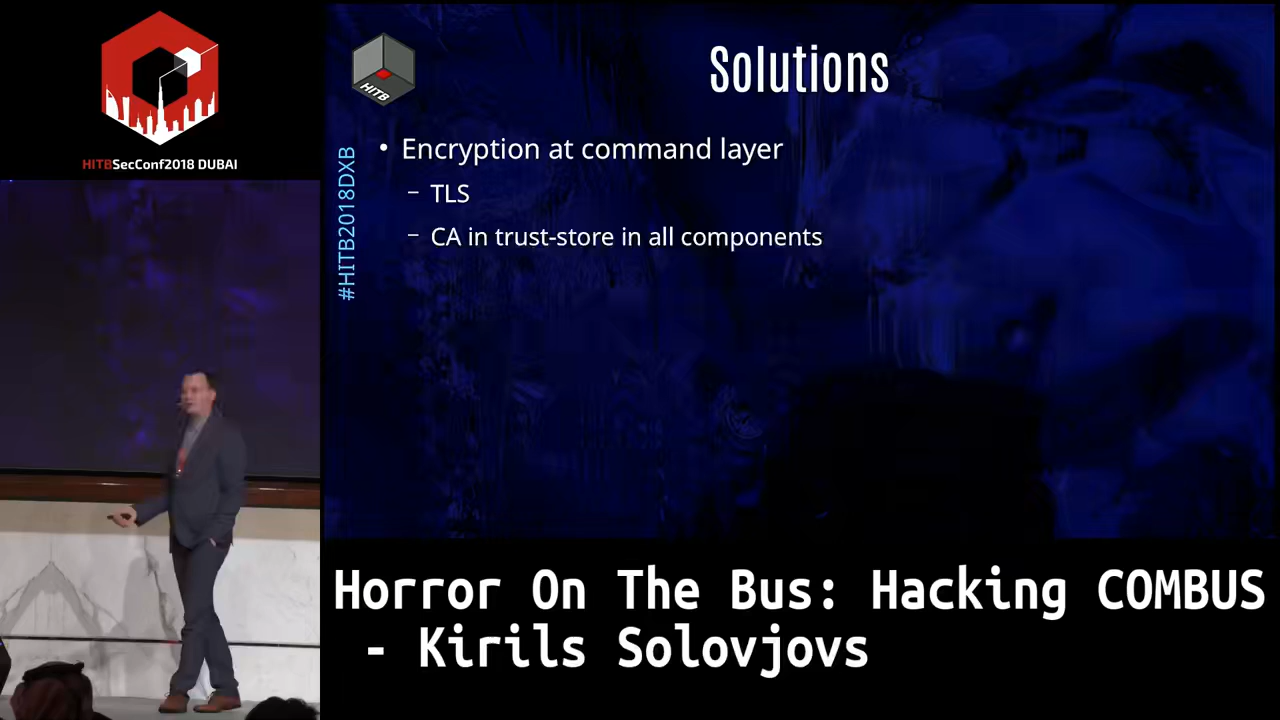 HITBSecConf2018 DUBAI
HITB
Solutions
#HITB2018DXB
• Encryption at command layer
– TLS
– CA in trust-store in all components
Horror On The Bus: Hacking COMBUS
- Kirils Solovjovs